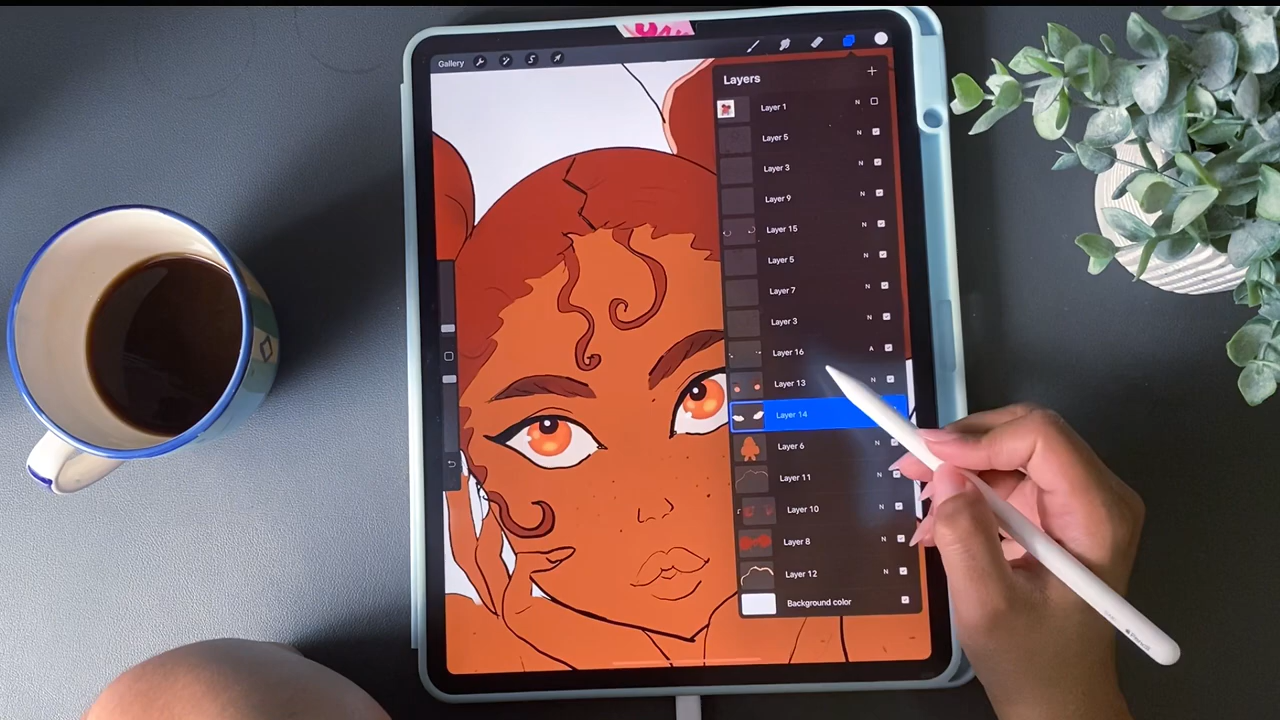 Gallery
Layers
Layer 1 N
Layer 5 N
Layer 3 N
Layer 9 N
Layer 15 N
Layer 5 N
Layer 7 N
Layer 3 N
Layer 16 A
Layer 13 N
Layer 14
Layer 6 N
Layer 11 N
Layer 10 N
Layer 8 N
Layer 12 N
Background color